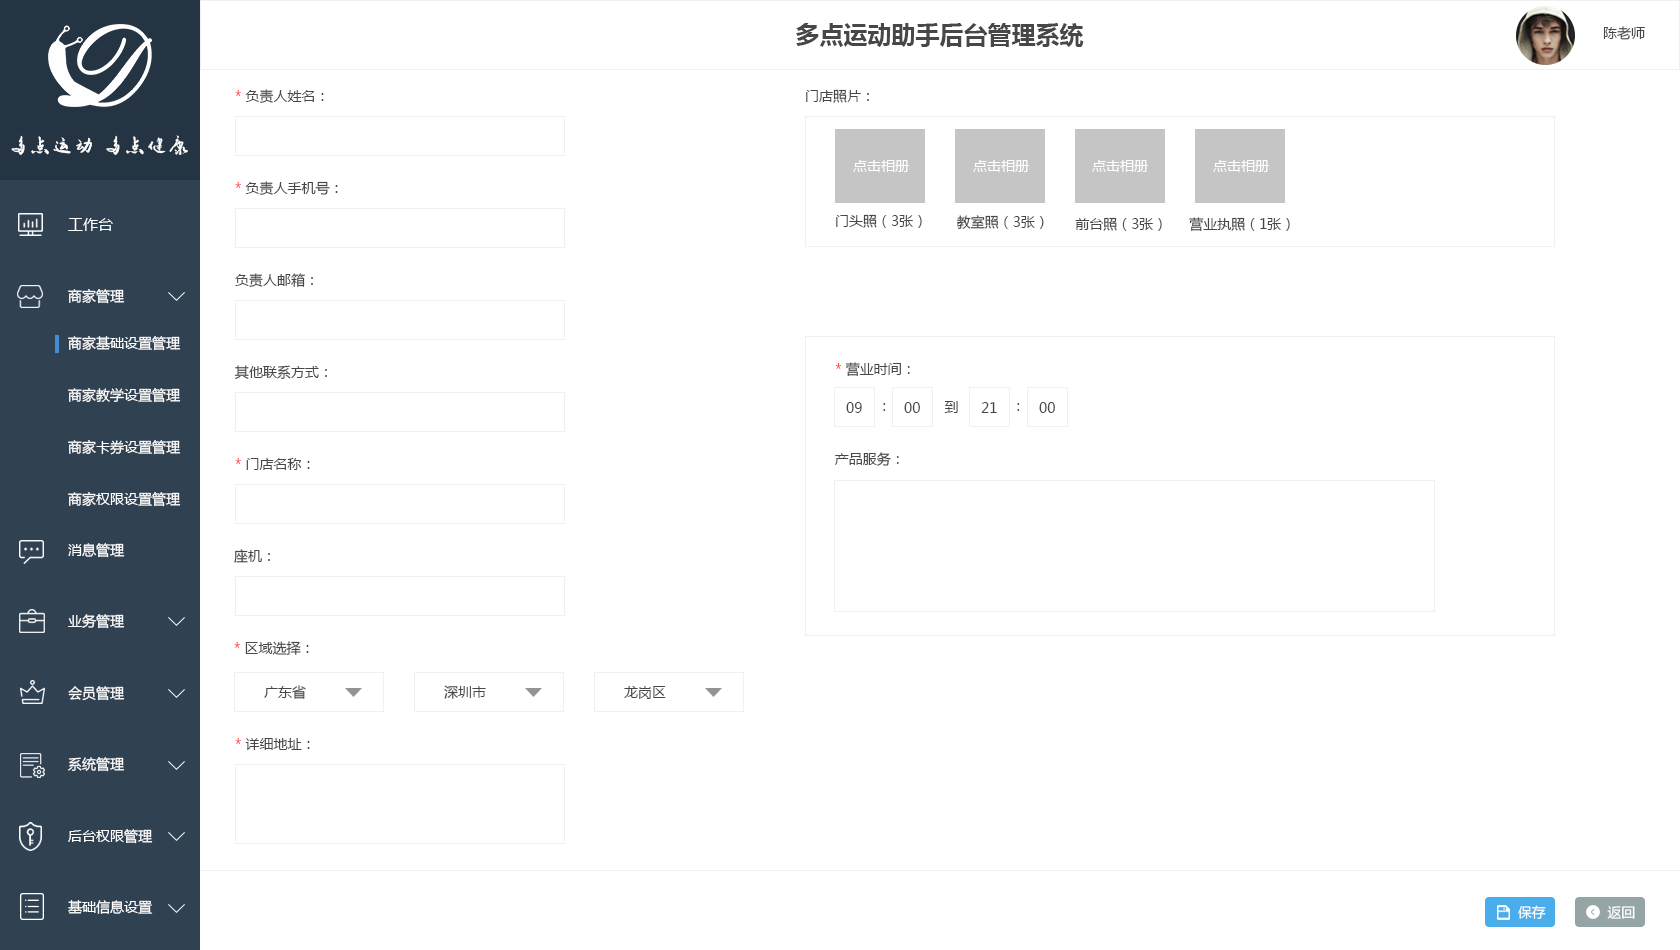 多点运动 多点健康
工作台
商家管理
商家基础设置管理
商家教学设置管理
商家卡券设置管理
商家权限设置管理
消息管理
业务管理
会员管理
系统管理
后台权限管理
基础信息设置
多点运动助手后台管理系统
陈老师
* 负责人姓名：
* 负责人手机号：
负责人邮箱：
其他联系方式：
* 门店名称：
座机：
* 区域选择：
广东省 深圳市 龙岗区
* 详细地址：
门店照片：
点击相册 点击相册 点击相册 点击相册
门头照（3张） 教室照（3张） 前台照（3张） 营业执照（1张）
* 营业时间：
09 : 00 到 21 : 00
产品服务：
保存 返回